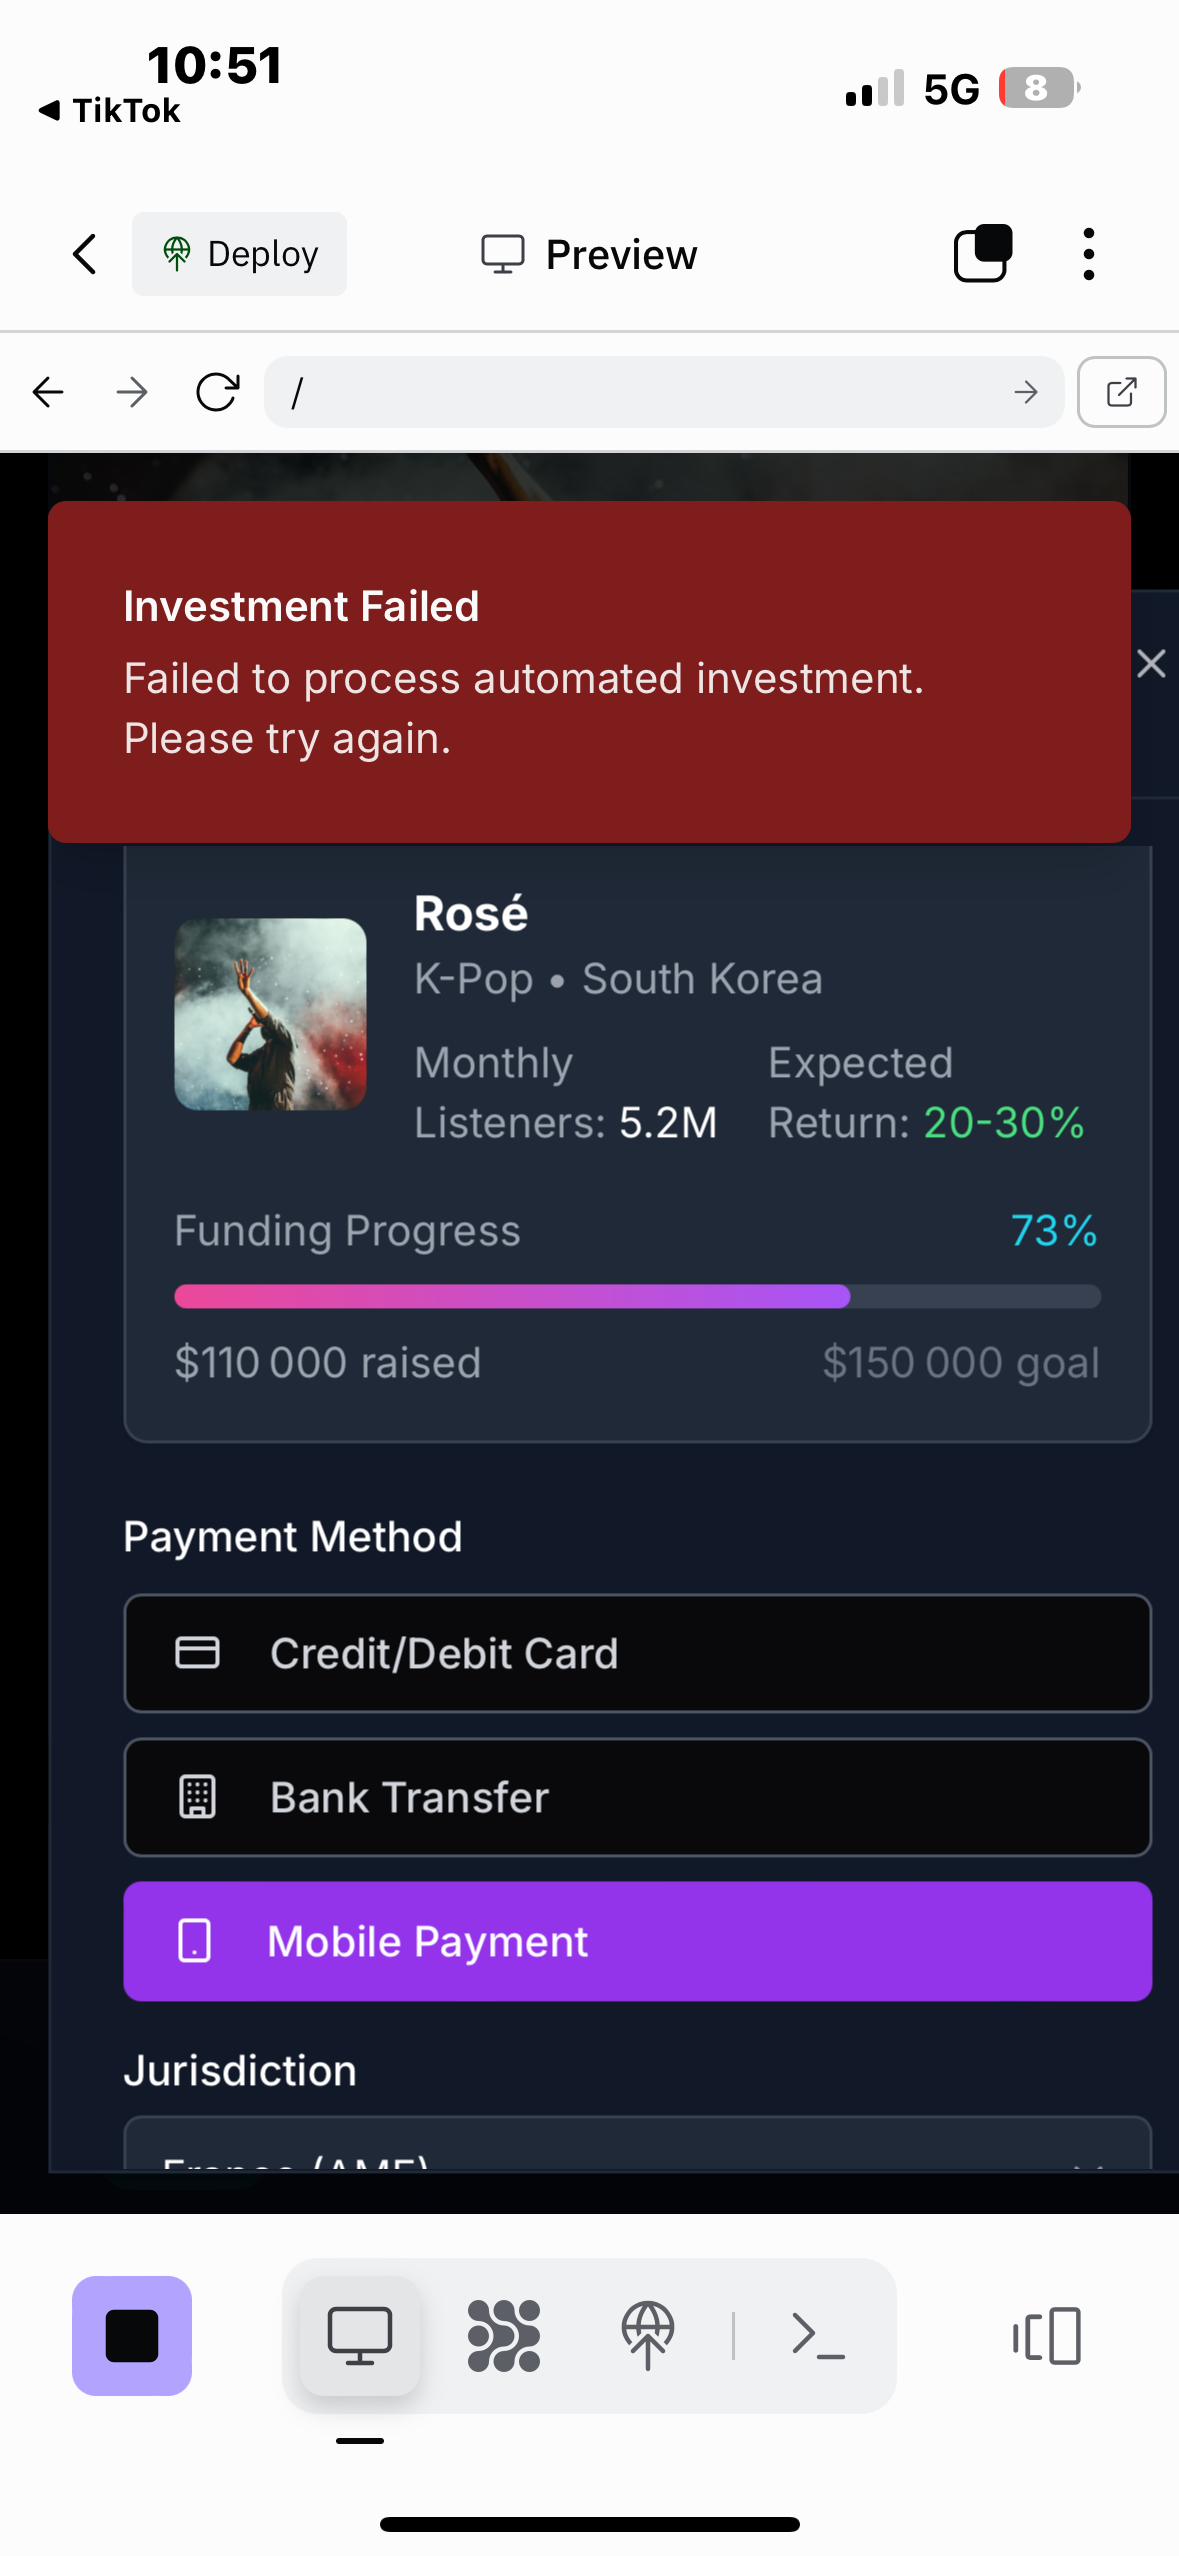 10:51
◀ TikTok
5G
8
Deploy
Preview
/
Investment Failed
Failed to process automated investment.
Please try again.
Rosé
K-Pop • South Korea
Monthly
Listeners: 5.2M
Expected
Return: 20-30%
Funding Progress
73%
$110 000 raised
$150 000 goal
Payment Method
Credit/Debit Card
Bank Transfer
Mobile Payment
Jurisdiction
France (AMF)